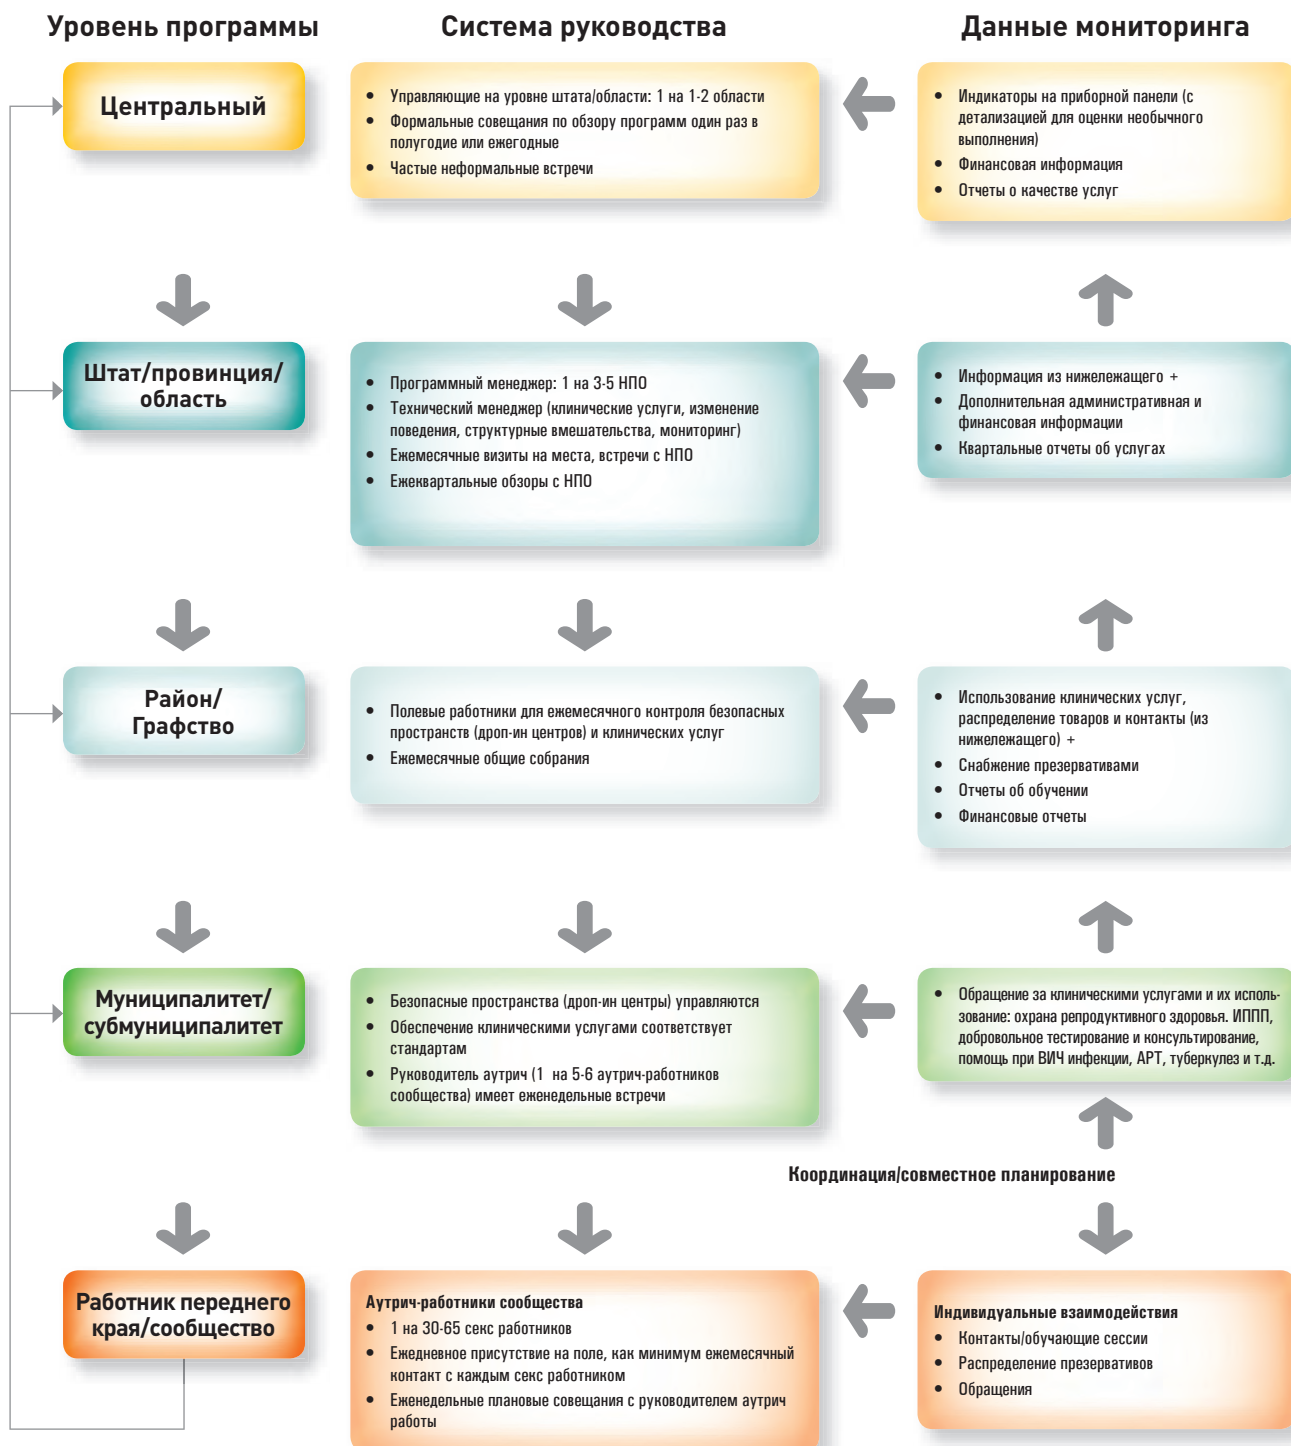 Уровень программы
Система руководства
Данные мониторинга
Центральный
• Управляющие на уровне штата/области: 1 на 1-2 области
• Формальные совещания по обзору программ один раз в
полугодие или ежегодные
• Частые неформальные встречи
• Индикаторы на приборной панели (с
детализацией для оценки необычного
выполнения)
• Финансовая информация
• Отчеты о качестве услуг
Штат/провинция/
область
• Программный менеджер: 1 на 3-5 НПО
• Технический менеджер (клинические услуги, изменение
поведения, структурные вмешательства, мониторинг)
• Ежемесячные визиты на места, встречи с НПО
• Ежеквартальные обзоры с НПО
• Информация из нижележащего +
• Дополнительная административная и
финансовая информации
• Квартальные отчеты об услугах
Район/
Графство
• Полевые работники для ежемесячного контроля безопасных
пространств (дроп-ин центров) и клинических услуг
• Ежемесячные общие собрания
• Использование клинических услуг,
распределение товаров и контакты (из
нижележащего) +
• Снабжение презервативами
• Отчеты об обучении
• Финансовые отчеты
Муниципалитет/
субмуниципалитет
• Безопасные пространства (дроп-ин центры) управляются
• Обеспечение клиническими услугами соответствует
стандартам
• Руководитель аутрич (1 на 5-6 аутрич-работников
сообщества) имеет еженедельные встречи
• Обращение за клиническими услугами и их исполь-
зование: охрана репродуктивного здоровья. ИППП,
добровольное тестирование и консультирование,
помощь при ВИЧ инфекции, АРТ, туберкулез и т.д.
Координация/совместное планирование
Работник переднего
края/сообщество
Аутрич-работники сообщества
• 1 на 30-65 секс работников
• Ежедневное присутствие на поле, как минимум ежемесячный
контакт с каждым секс работником
• Еженедельные плановые совещания с руководителем аутрич
работы
Индивидуальные взаимодействия
• Контакты/обучающие сессии
• Распределение презервативов
• Обращения